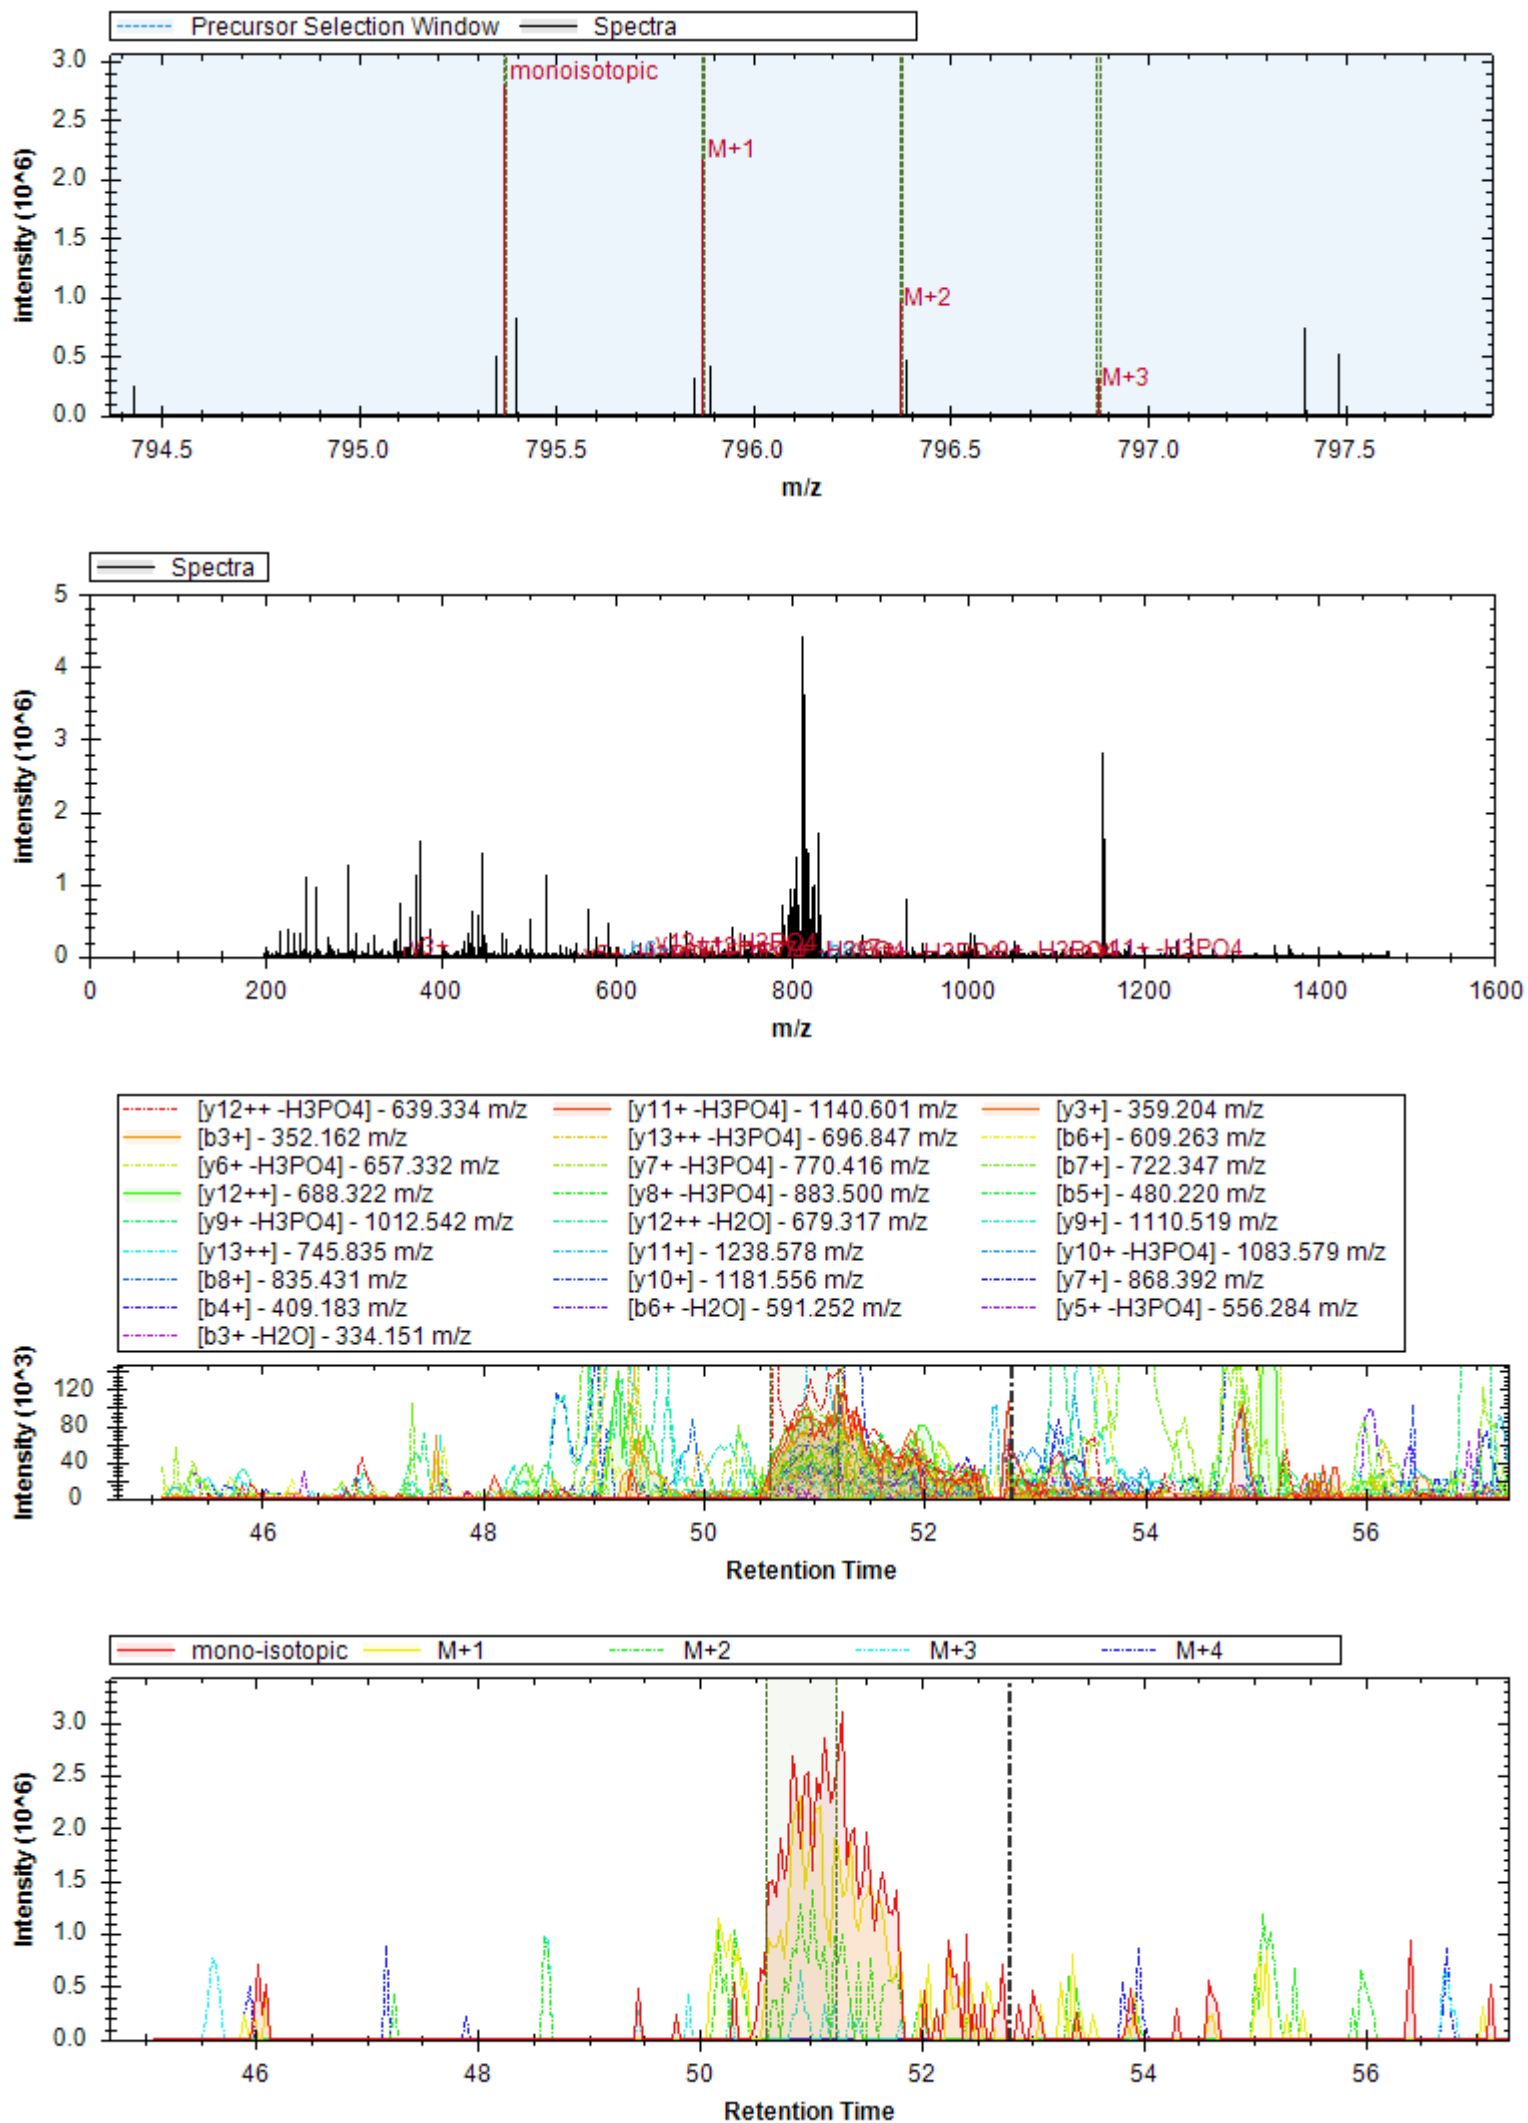 Precursor Selection Window Spectra
intensity (10^6)
3.0
2.5
2.0
1.5
1.0
0.5
0.0
monoisotopic
M+1
M+2
M+3
794.5 795.0 795.5 796.0 796.5 797.0 797.5
m/z
Spectra
intensity (10^6)
5
4
3
2
1
0
0 200 400 600 800 1000 1200 1400 1600
m/z
[y12++ -H3PO4] - 639.334 m/z [y11+ -H3PO4] - 1140.601 m/z [y3+] - 359.204 m/z
[b3+] - 352.162 m/z [y13++ -H3PO4] - 696.847 m/z [b6+] - 609.263 m/z
[y6+ -H3PO4] - 657.332 m/z [y7+ -H3PO4] - 770.416 m/z [b7+] - 722.347 m/z
[y12++] - 688.322 m/z [y8+ -H3PO4] - 883.500 m/z [b5+] - 480.220 m/z
[y9+ -H3PO4] - 1012.542 m/z [y12++ -H2O] - 679.317 m/z [y9+] - 1110.519 m/z
[y13++] - 745.835 m/z [y11+] - 1238.578 m/z [y10+ -H3PO4] - 1083.579 m/z
[b8+] - 835.431 m/z [y10+] - 1181.556 m/z [y7+] - 868.392 m/z
[b4+] - 409.183 m/z [b6+ -H2O] - 591.252 m/z [y5+ -H3PO4] - 556.284 m/z
[b3+ -H2O] - 334.151 m/z
Intensity (10^3)
120
80
40
0
46 48 50 52 54 56
Retention Time
mono-isotopic M+1 M+2 M+3 M+4
Intensity (10^6)
3.0
2.5
2.0
1.5
1.0
0.5
0.0
46 48 50 52 54 56
Retention Time